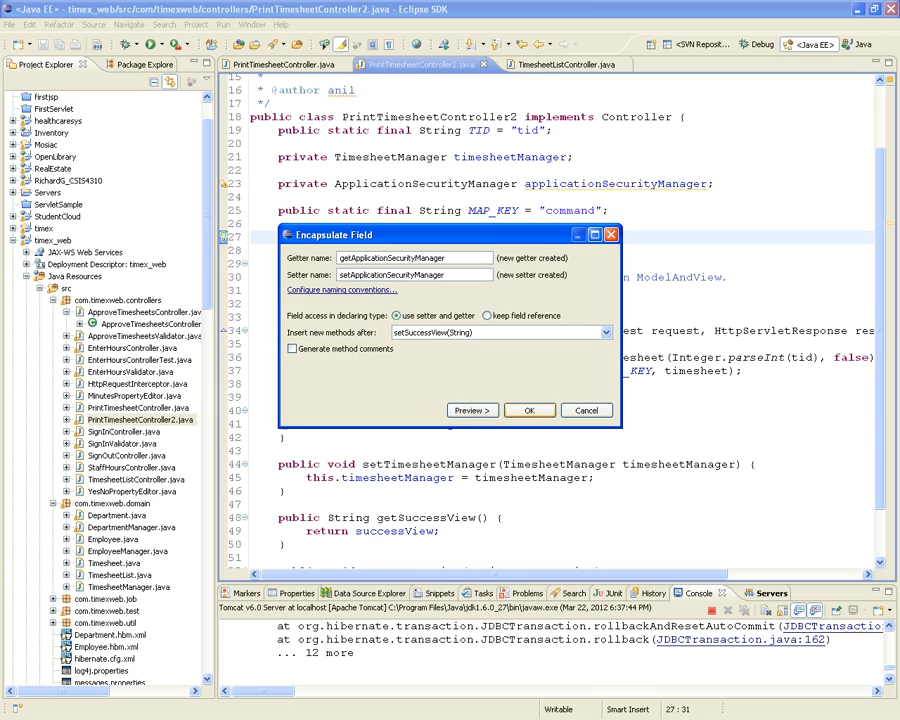 Java EE - timex_web/src/com/timexweb/controllers/PrintTimesheetController2.java - Eclipse SDK
File Edit Refactor Source Navigate Search Project Run Window Help
<SVN Reposit... Debug <Java EE> Java
Project Explorer Package Explorer
PrintTimesheetController.java PrintTimesheetController2.java TimesheetListController.java
firstjsp
FirstServlet
healthcaresys
Inventory
Mosiac
OpenLibrary
RealEstate
RichardG_CSIS4310
Servers
ServletSample
StudentCloud
timex
timex_web
JAX-WS Web Services
Deployment Descriptor: timex_web
Java Resources
src
com.timexweb.controllers
ApproveTimesheetsController.java
ApproveTimesheetsController
ApproveTimesheetsValidator.java
EnterHoursController.java
EnterHoursControllerTest.java
EnterHoursValidator.java
HttpRequestInterceptor.java
MinutesPropertyEditor.java
PrintTimesheetController.java
PrintTimesheetController2.java
SignInController.java
SignInValidator.java
SignOutController.java
StaffHoursController.java
TimesheetListController.java
YesNoPropertyEditor.java
com.timexweb.domain
Department.java
DepartmentManager.java
Employee.java
EmployeeManager.java
Timesheet.java
TimesheetList.java
TimesheetManager.java
com.timexweb.job
com.timexweb.test
com.timexweb.util
Department.hbm.xml
Employee.hbm.xml
hibernate.cfg.xml
log4j.properties
messages.properties
15 *
16 * @author anil
17 */
18 public class PrintTimesheetController2 implements Controller {
19 public static final String TID = "tid";
20
21 private TimesheetManager timesheetManager;
22
23 private ApplicationSecurityManager applicationSecurityManager;
24
25 public static final String MAP_KEY = "command";
26
27
28
29
n ModelAndView.
34 est request, HttpServletResponse res
36 esheet(Integer.parseInt(tid), false)
37 _KEY, timesheet);
38
40
41
42 }
43
44 public void setTimesheetManager(TimesheetManager timesheetManager) {
45 this.timesheetManager = timesheetManager;
46 }
47
48 public String getSuccessView() {
49 return successView;
50 }
51
Encapsulate Field
Getter name: getApplicationSecurityManager (new getter created)
Setter name: setApplicationSecurityManager (new setter created)
Configure naming conventions...
Field access in declaring type: use setter and getter keep field reference
Insert new methods after: setSuccessView(String)
Generate method comments
Preview > OK Cancel
Markers Properties Data Source Explorer Snippets Tasks Problems Search JUnit History Console Servers
Tomcat v6.0 Server at localhost [Apache Tomcat] C:\Program Files\Java\jdk1.6.0_27\bin\javaw.exe (Mar 22, 2012 6:37:44 PM)
at org.hibernate.transaction.JDBCTransaction.rollbackAndResetAutoCommit(JDBCTransaction
at org.hibernate.transaction.JDBCTransaction.rollback(JDBCTransaction.java:162)
... 12 more
Writable Smart Insert 27 : 31